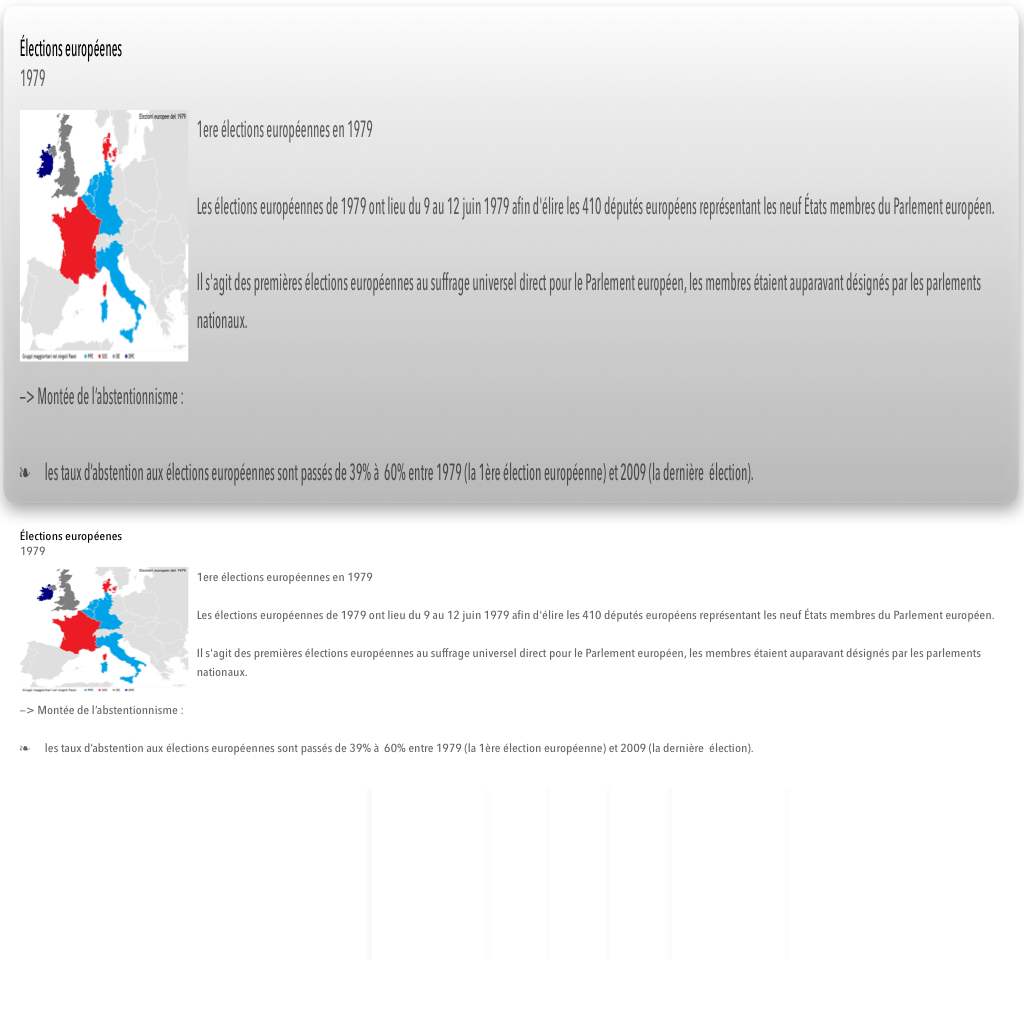 Élections européenes
1979
Elezioni europee del 1979
1ere élections européennes en 1979
Les élections européennes de 1979 ont lieu du 9 au 12 juin 1979 afin d'élire les 410 députés européens représentant les neuf États membres du Parlement européen.
Il s'agit des premières élections européennes au suffrage universel direct pour le Parlement européen, les membres étaient auparavant désignés par les parlements
nationaux.
Gruppi maggioritari nei singoli Paesi PPE SOC DE DPE
–> Montée de l’abstentionnisme :
❧ les taux d’abstention aux élections européennes sont passés de 39% à 60% entre 1979 (la 1ère élection européenne) et 2009 (la dernière élection).
Élections européenes
1979
Elezioni europee del 1979
1ere élections européennes en 1979
Les élections européennes de 1979 ont lieu du 9 au 12 juin 1979 afin d'élire les 410 députés européens représentant les neuf États membres du Parlement européen.
Il s'agit des premières élections européennes au suffrage universel direct pour le Parlement européen, les membres étaient auparavant désignés par les parlements
nationaux.
Gruppi maggioritari nei singoli Paesi PPE SOC DE DPE
–> Montée de l’abstentionnisme :
❧ les taux d’abstention aux élections européennes sont passés de 39% à 60% entre 1979 (la 1ère élection européenne) et 2009 (la dernière élection).